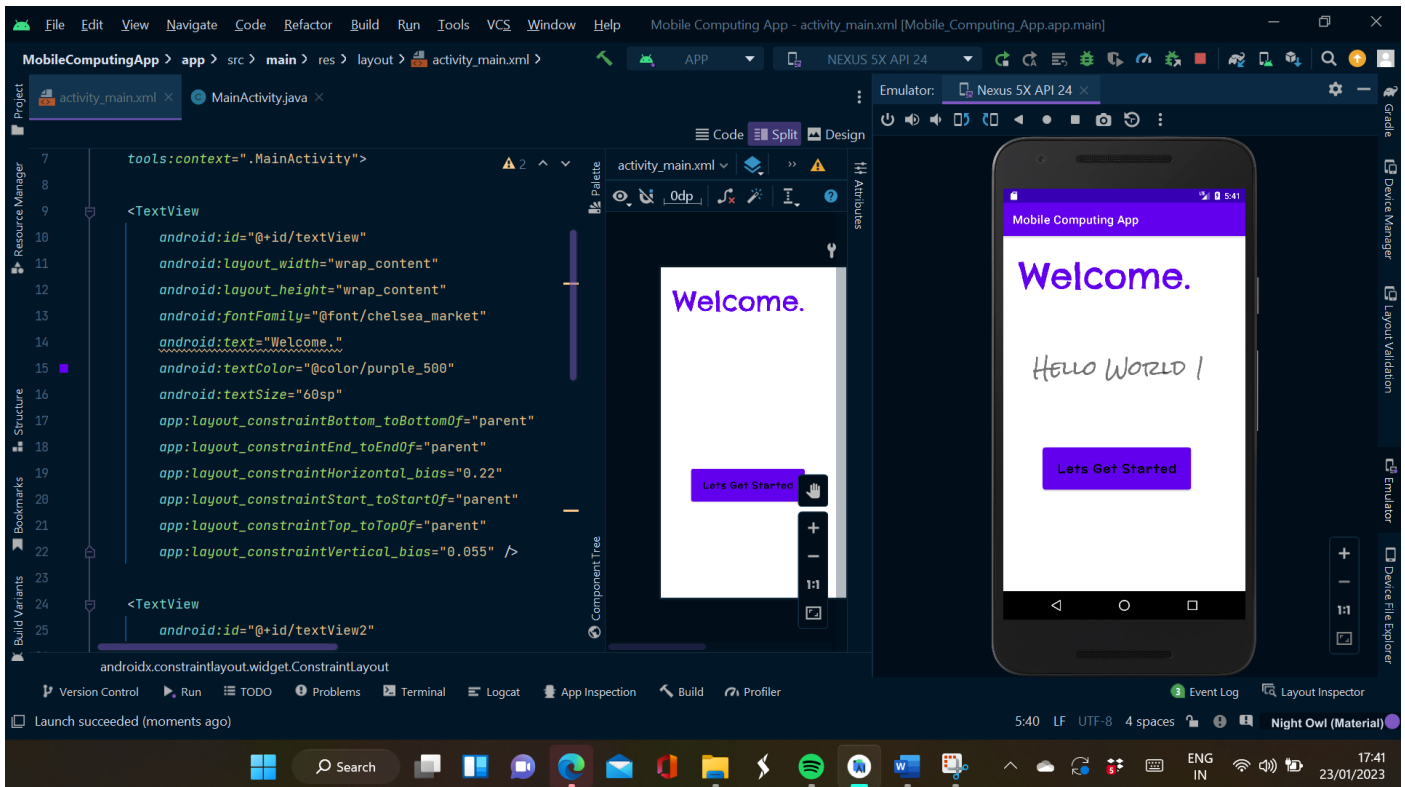 File Edit View Navigate Code Refactor Build Run Tools VCS Window Help Mobile Computing App - activity_main.xml [Mobile_Computing_App.app.main]
MobileComputingApp > app > src > main > res > layout > activity_main.xml > APP NEXUS 5X API 24
activity_main.xml MainActivity.java
Emulator: Nexus 5X API 24
Code Split Design
7 tools:context=".MainActivity"> 2
8
9 <TextView
10 android:id="@+id/textView"
11 android:layout_width="wrap_content"
12 android:layout_height="wrap_content"
13 android:fontFamily="@font/chelsea_market"
14 android:text="Welcome."
15 android:textColor="@color/purple_500"
16 android:textSize="60sp"
17 app:layout_constraintBottom_toBottomOf="parent"
18 app:layout_constraintEnd_toEndOf="parent"
19 app:layout_constraintHorizontal_bias="0.22"
20 app:layout_constraintStart_toStartOf="parent"
21 app:layout_constraintTop_toTopOf="parent"
22 app:layout_constraintVertical_bias="0.055" />
23
24 <TextView
25 android:id="@+id/textView2"
androidx.constraintlayout.widget.ConstraintLayout
Project
Resource Manager
Structure
Bookmarks
Build Variants
Palette
Component Tree
activity_main.xml
0dp
Attributes
Welcome.
Lets Get Started
1:1
5:41
Mobile Computing App
Welcome.
Hello World !
Lets Get Started
1:1
Gradle
Device Manager
Layout Validation
Emulator
Device File Explorer
Version Control Run TODO Problems Terminal Logcat App Inspection Build Profiler 3 Event Log Layout Inspector
Launch succeeded (moments ago) 5:40 LF UTF-8 4 spaces Night Owl (Material)
Search ENG IN 17:41 23/01/2023